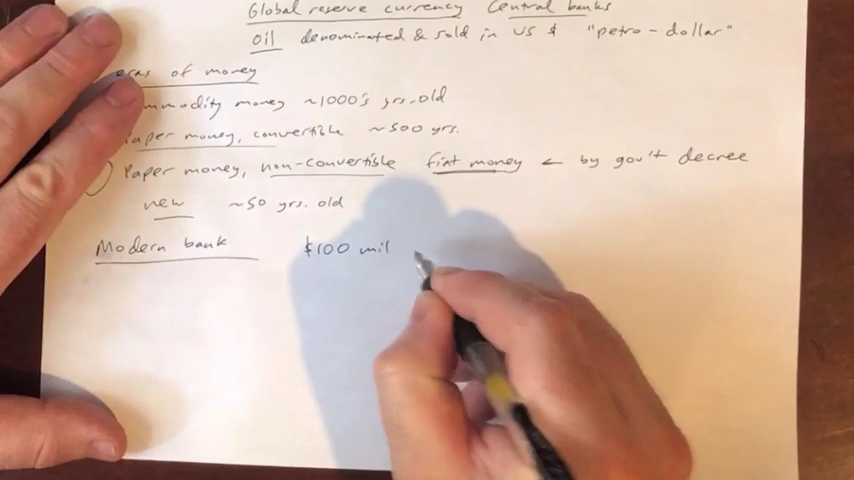 Global reserve currency Central banks
oil denominated & sold in US $ "petro-dollar"
eras of money
mmodity money ~1000's yrs. old
Paper money, convertible ~500 yrs.
Paper money, non-convertible fiat money ← by gov't decree
new ~50 yrs. old
Modern bank $100 mil